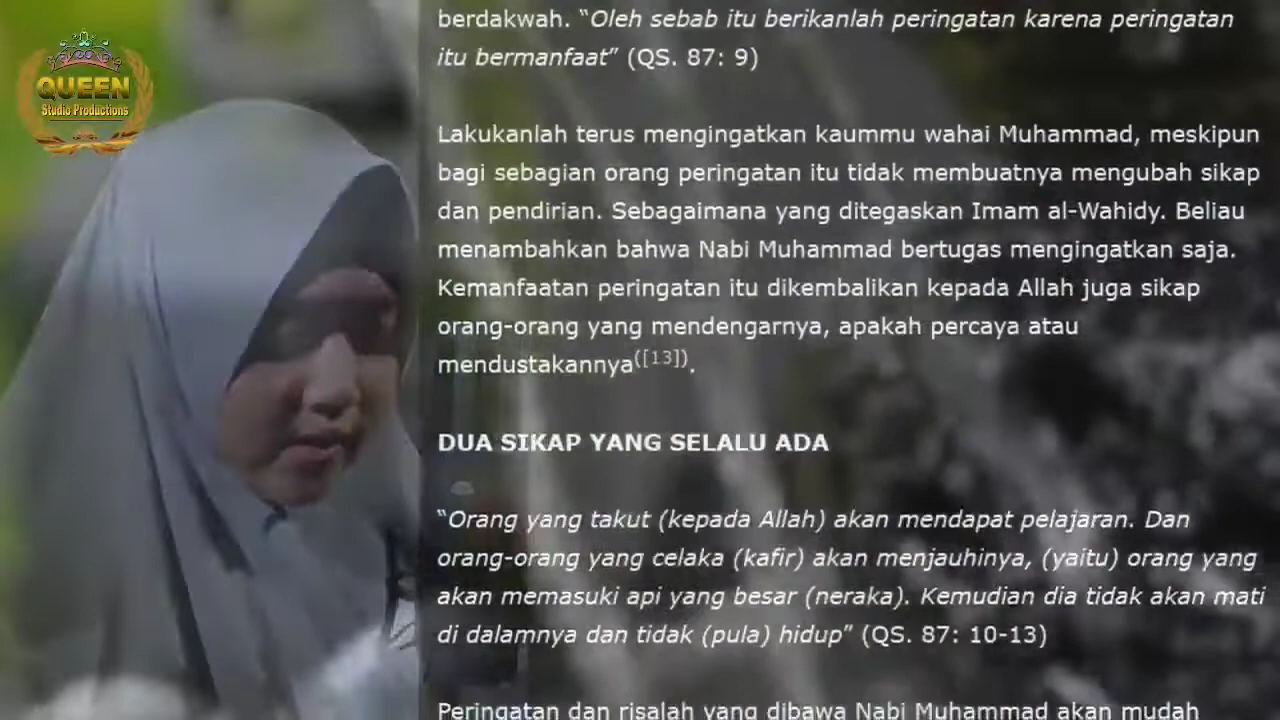 QUEEN
Studio Productions
berdakwah. “Oleh sebab itu berikanlah peringatan karena peringatan
itu bermanfaat” (QS. 87: 9)
Lakukanlah terus mengingatkan kaummu wahai Muhammad, meskipun
bagi sebagian orang peringatan itu tidak membuatnya mengubah sikap
dan pendirian. Sebagaimana yang ditegaskan Imam al-Wahidy. Beliau
menambahkan bahwa Nabi Muhammad bertugas mengingatkan saja.
Kemanfaatan peringatan itu dikembalikan kepada Allah juga sikap
orang-orang yang mendengarnya, apakah percaya atau
mendustakannya([13]).
DUA SIKAP YANG SELALU ADA
“Orang yang takut (kepada Allah) akan mendapat pelajaran. Dan
orang-orang yang celaka (kafir) akan menjauhinya, (yaitu) orang yang
akan memasuki api yang besar (neraka). Kemudian dia tidak akan mati
di dalamnya dan tidak (pula) hidup” (QS. 87: 10-13)
Peringatan dan risalah yang dibawa Nabi Muhammad akan mudah